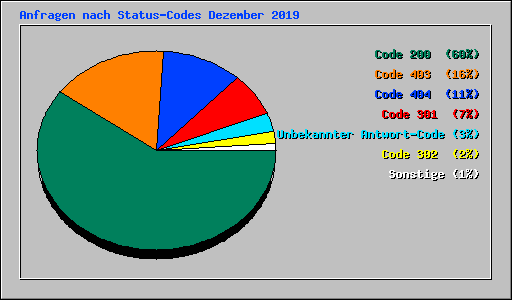 Anfragen nach Status-Codes Dezember 2019
Code 200 (60%)
Code 403 (16%)
Code 404 (11%)
Code 301 (7%)
Unbekannter Antwort-Code (3%)
Code 302 (2%)
Sonstige (1%)